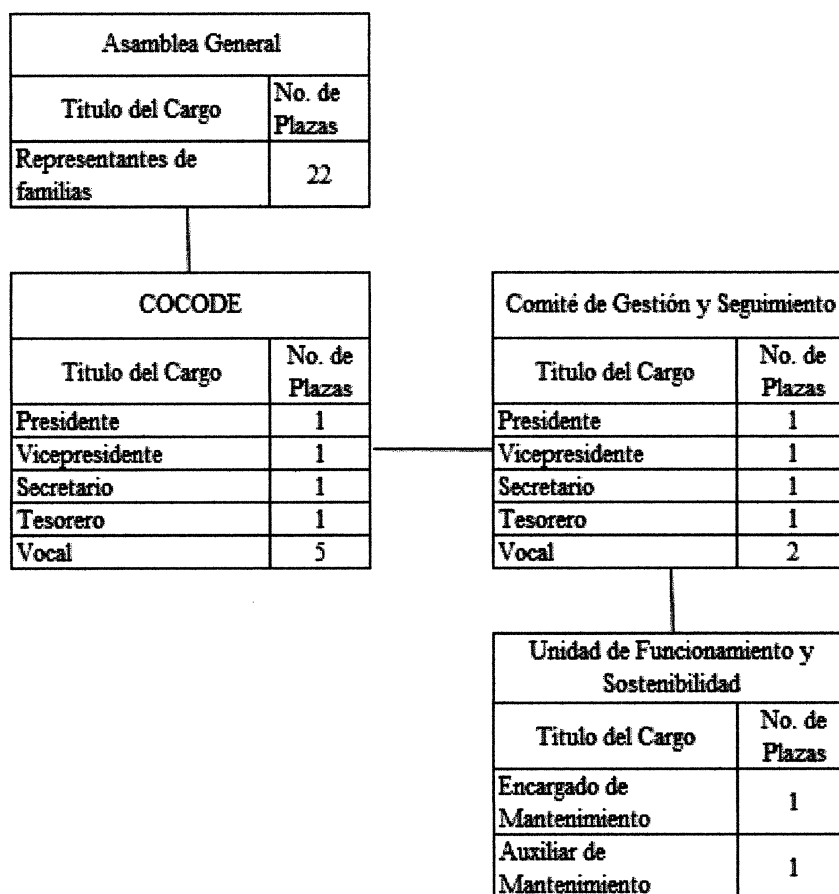 Asamblea General
Titulo del Cargo
No. de
Plazas
Representantes de
familias
22
COCODE
Titulo del Cargo
No. de
Plazas
Presidente 1
Vicepresidente 1
Secretario 1
Tesorero 1
Vocal 5
Comité de Gestión y Seguimiento
Titulo del Cargo
No. de
Plazas
Presidente 1
Vicepresidente 1
Secretario 1
Tesorero 1
Vocal 2
Unidad de Funcionamiento y
Sostenibilidad
Titulo del Cargo
No. de
Plazas
Encargado de
Mantenimiento
1
Auxiliar de
Mantenimiento
1